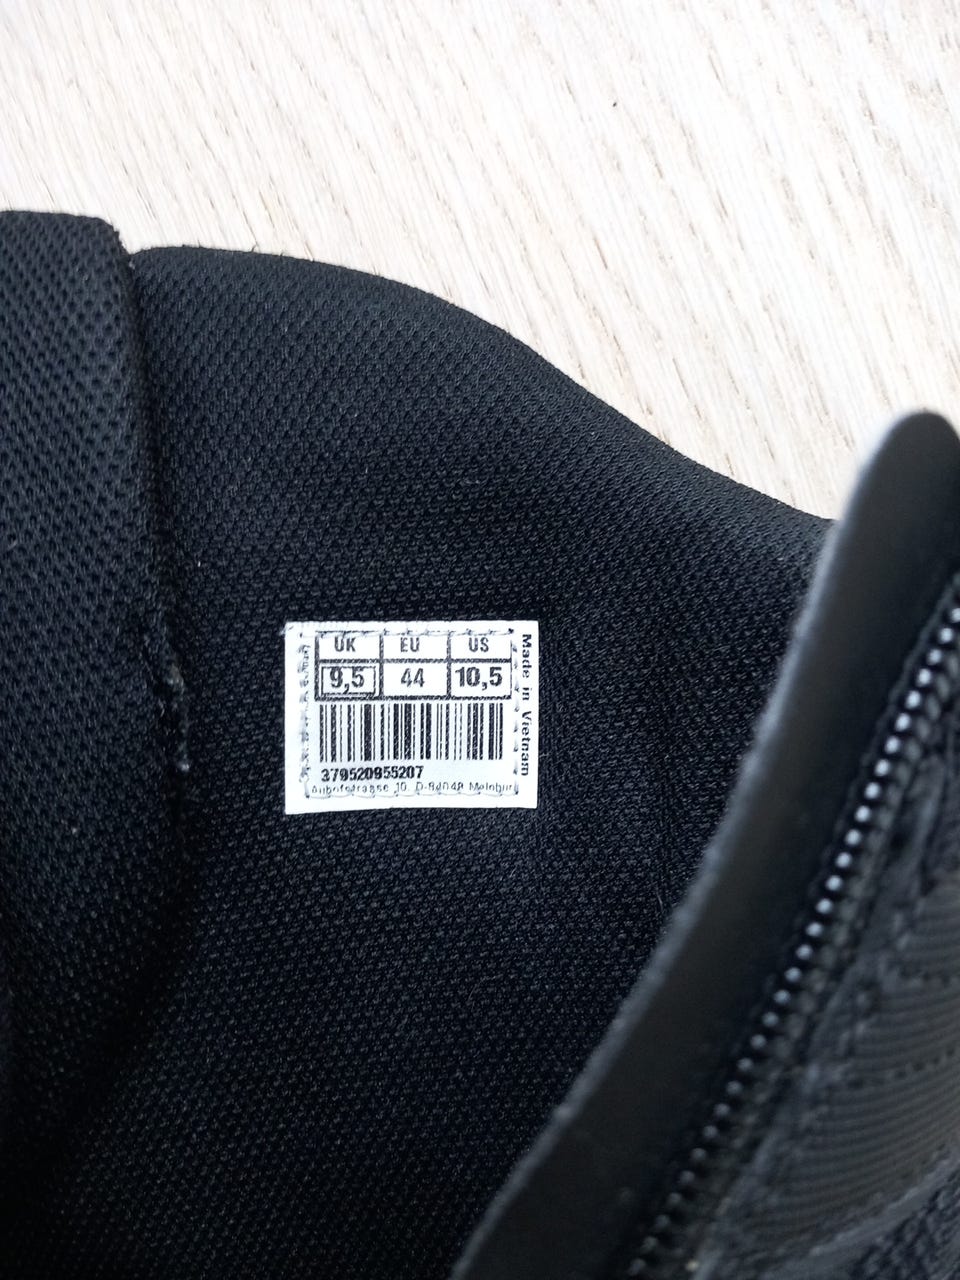 UK EU US
9,5 44 10,5
379520955207
Made in Vietnam